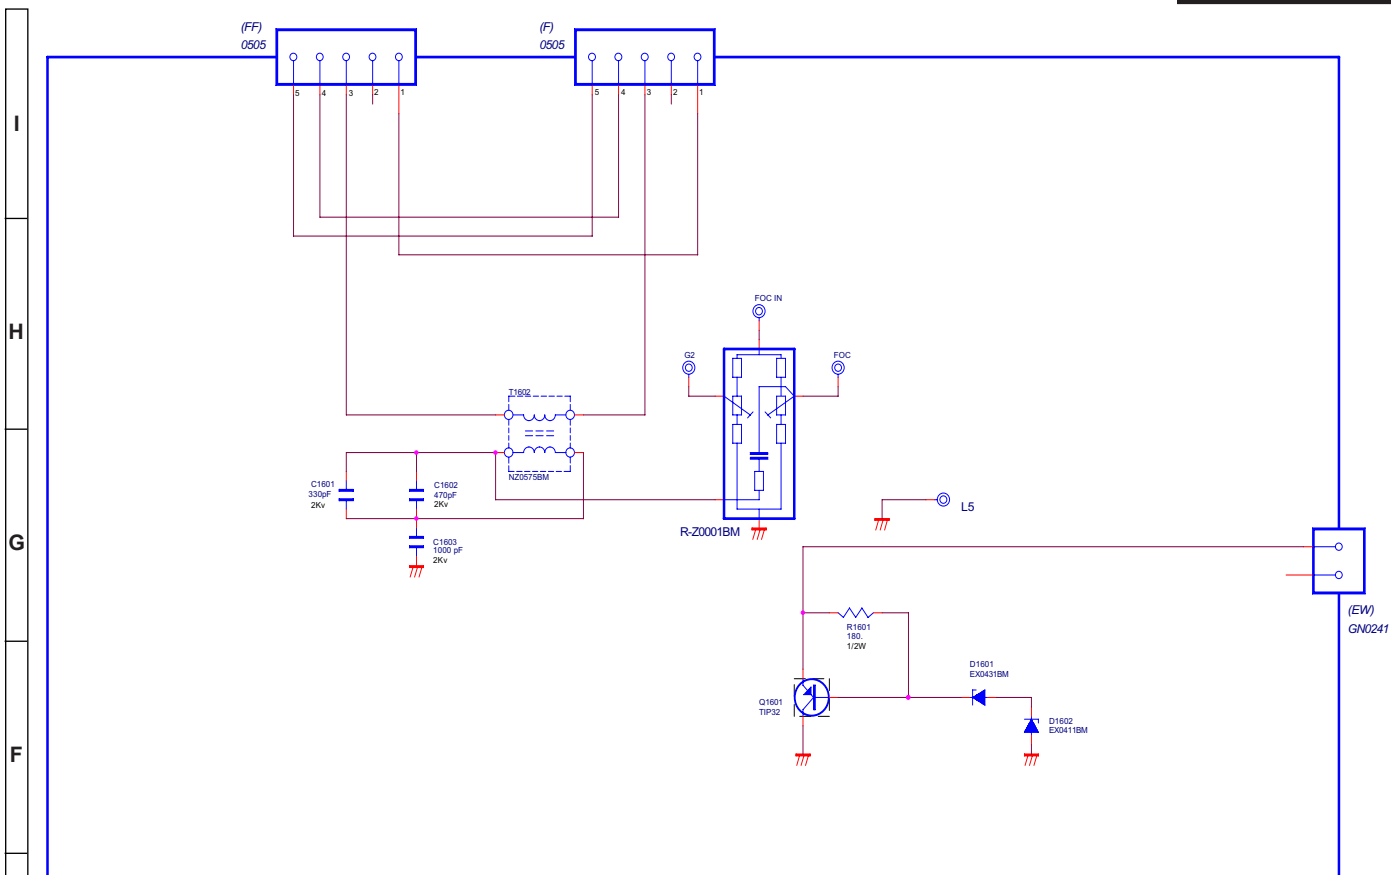 (FF)
0505
(F)
0505
5 4 3 2 1
5 4 3 2 1
I
H
FOC IN
G2
FOC
T1602
NZ0575BM
C1601
330pF
2Kv
C1602
470pF
2Kv
L5
R-Z0001BM
G
C1603
1000 pF
2Kv
(EW)
GN0241
R1601
180.
1/2W
D1601
EX0431BM
Q1601
TIP32
D1602
EX0411BM
F